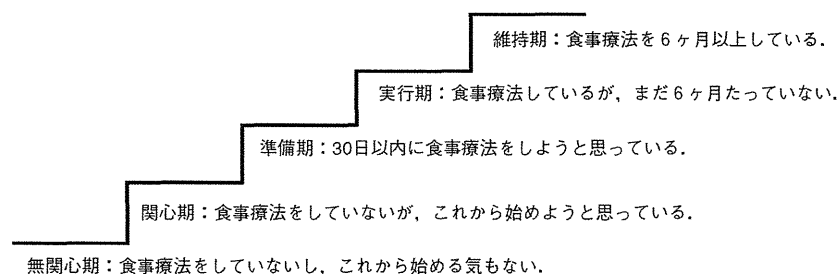 維持期：食事療法を6ヶ月以上している．
実行期：食事療法しているが，まだ6ヶ月たっていない．
準備期：30日以内に食事療法をしようと思っている．
関心期：食事療法をしていないが，これから始めようと思っている．
無関心期：食事療法をしていないし，これから始める気もない．